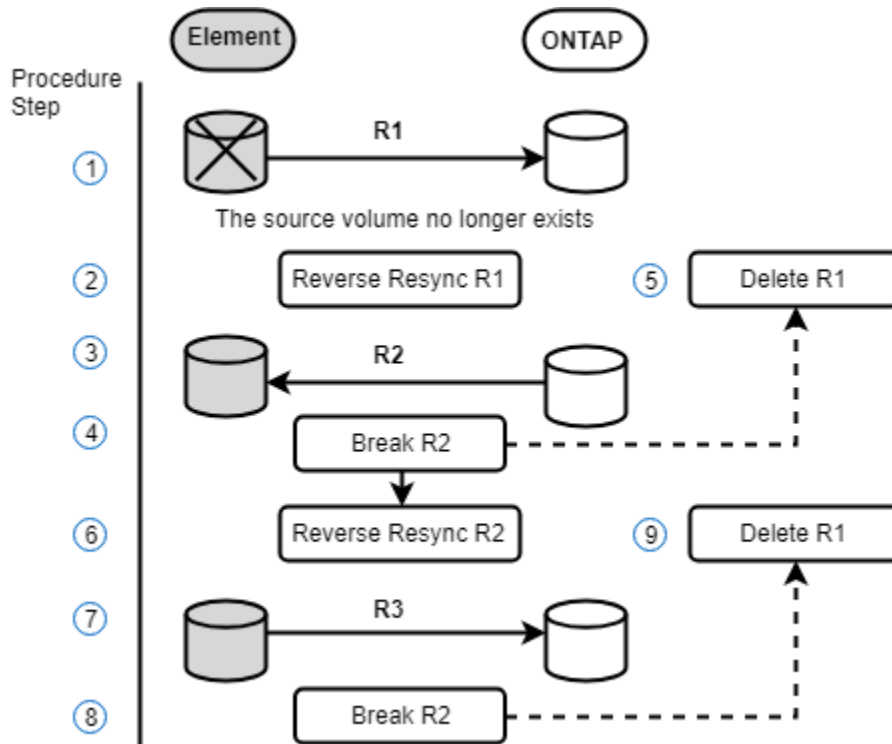 Element
ONTAP
Procedure
Step
R1
1
The source volume no longer exists
2
Reverse Resync R1
5
Delete R1
3
R2
4
Break R2
6
Reverse Resync R2
9
Delete R1
7
R3
8
Break R2